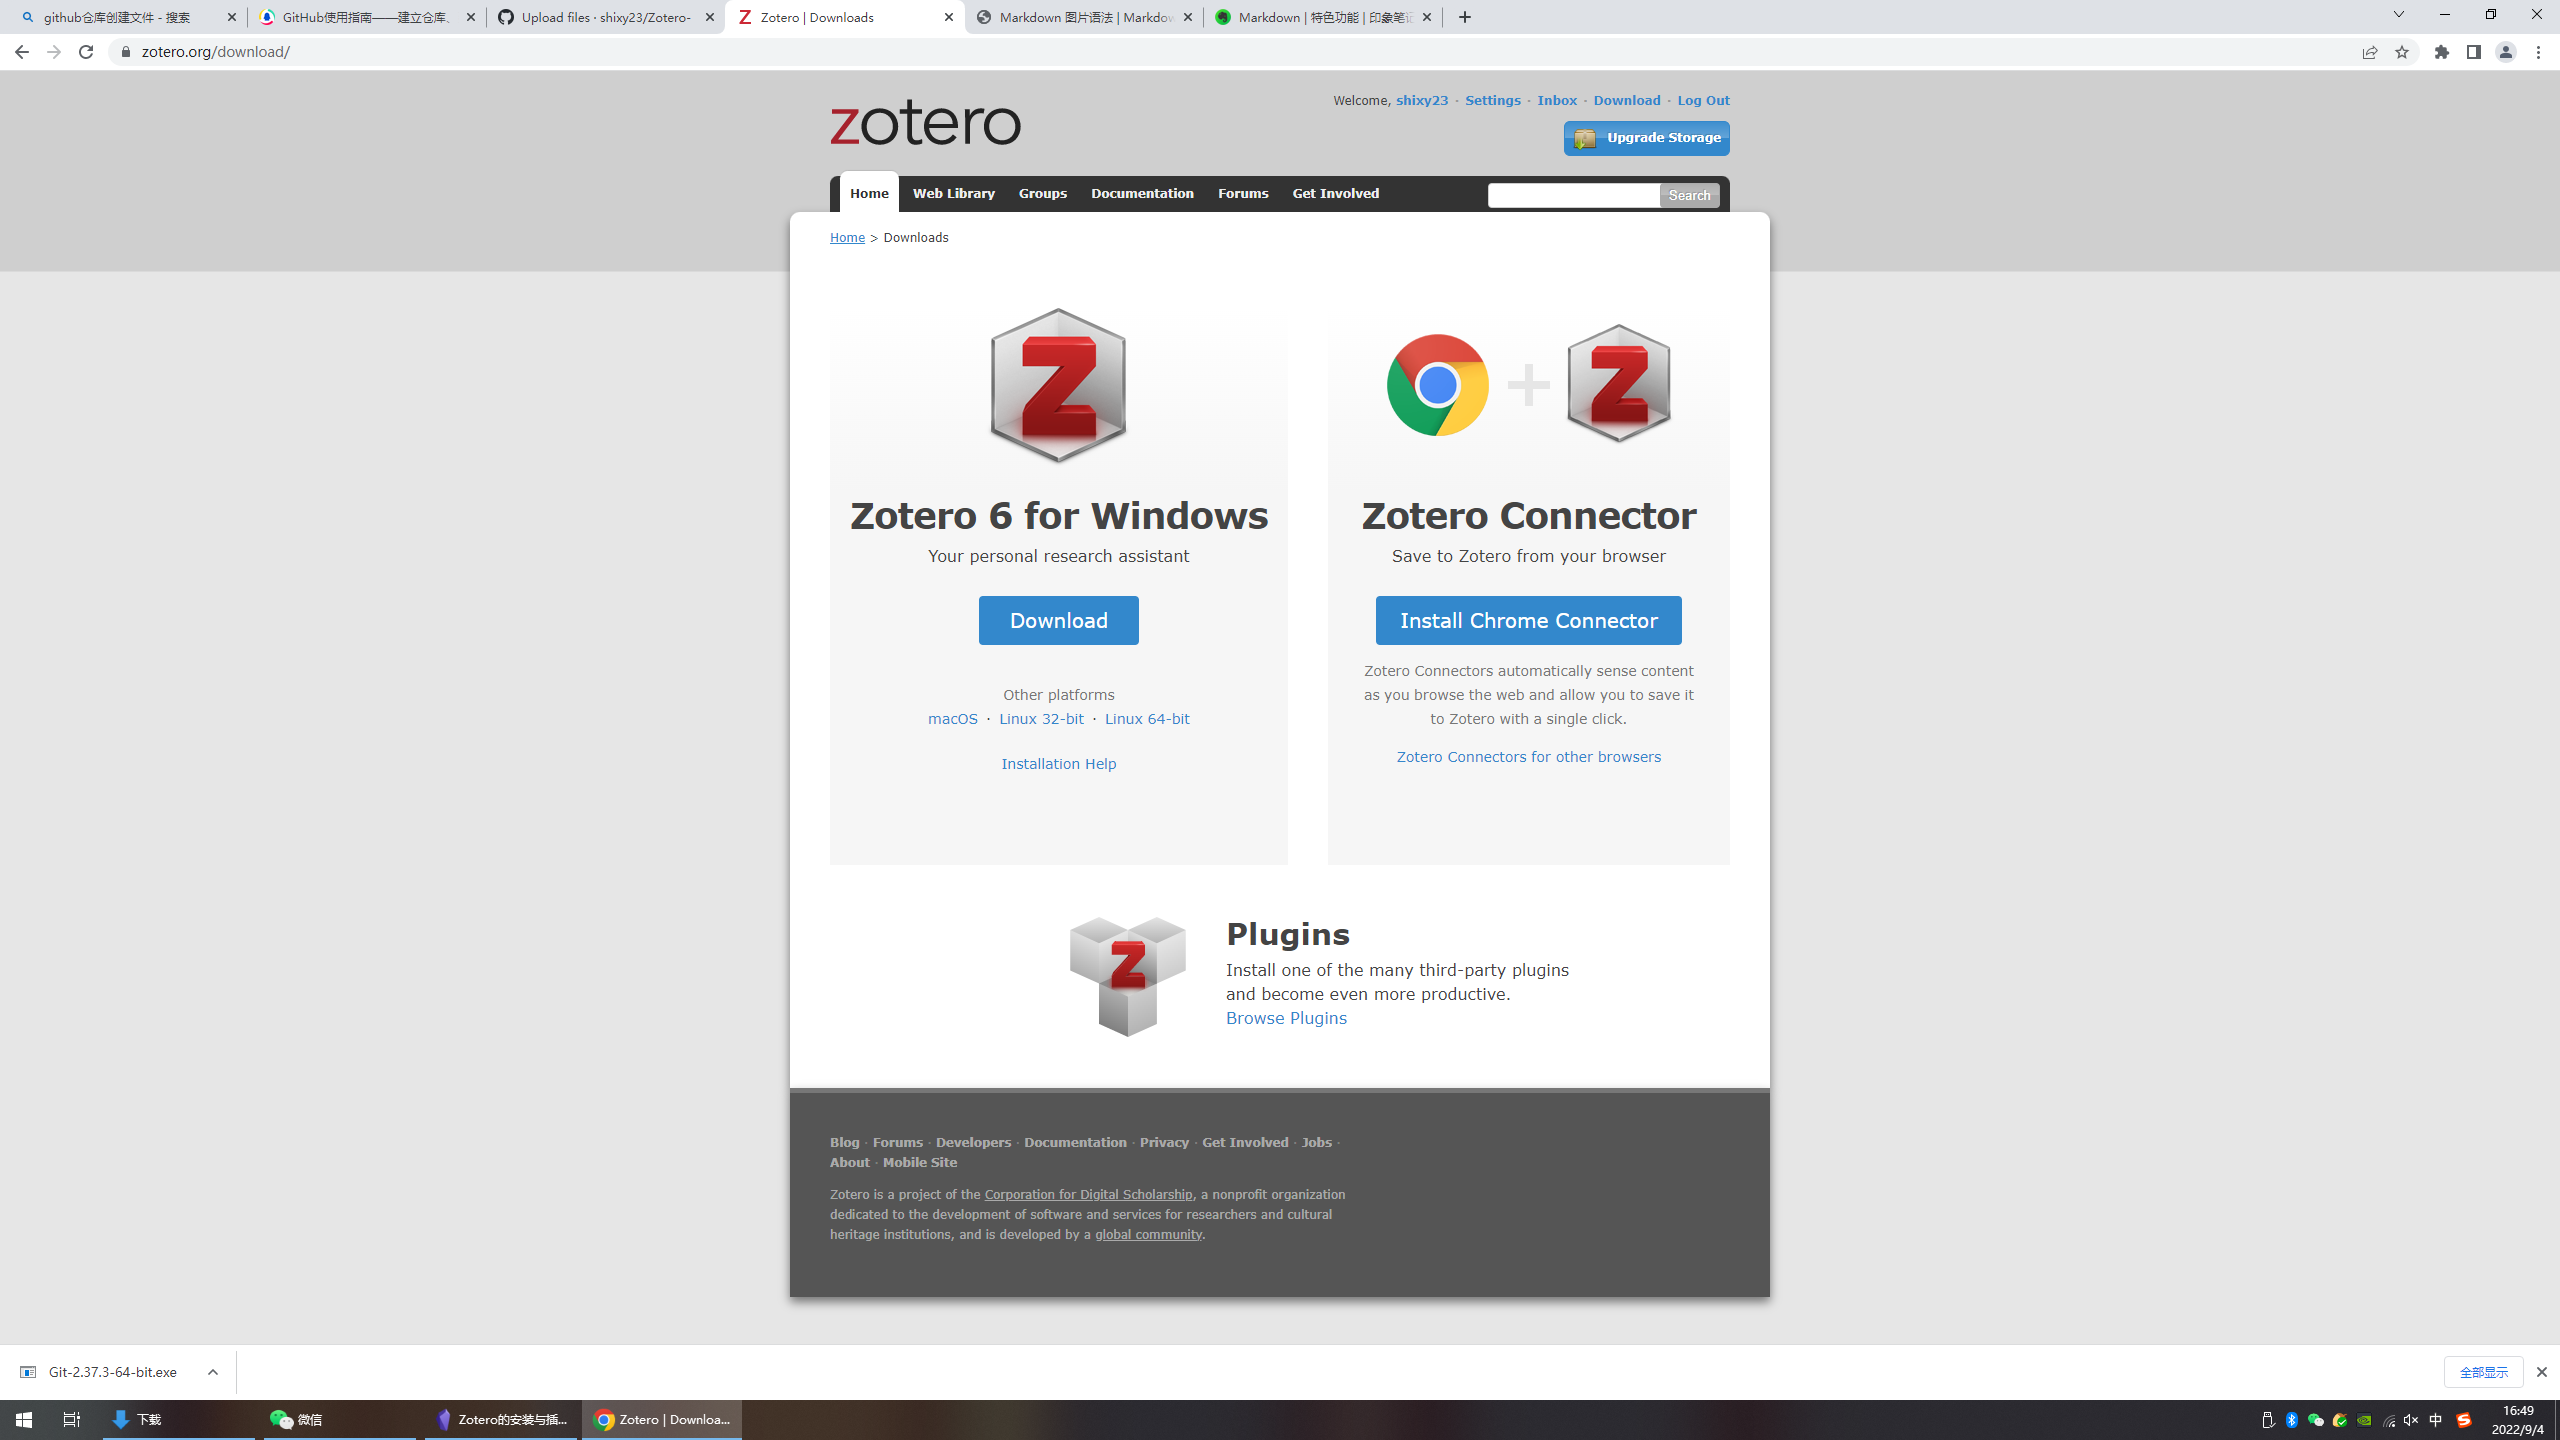 github仓库创建文件 - 搜索
GitHub使用指南——建立仓库、
Upload files · shixy23/Zotero-
Zotero | Downloads
Markdown 图片语法 | Markdow
Markdown | 特色功能 | 印象笔记
zotero.org/download/
zotero
Welcome, shixy23 · Settings · Inbox · Download · Log Out
Upgrade Storage
Home
Web Library
Groups
Documentation
Forums
Get Involved
Search
Home > Downloads
Zotero 6 for Windows
Your personal research assistant
Download
Other platforms
macOS · Linux 32-bit · Linux 64-bit
Installation Help
Zotero Connector
Save to Zotero from your browser
Install Chrome Connector
Zotero Connectors automatically sense content
as you browse the web and allow you to save it
to Zotero with a single click.
Zotero Connectors for other browsers
Plugins
Install one of the many third-party plugins
and become even more productive.
Browse Plugins
Blog · Forums · Developers · Documentation · Privacy · Get Involved · Jobs ·
About · Mobile Site
Zotero is a project of the Corporation for Digital Scholarship, a nonprofit organization
dedicated to the development of software and services for researchers and cultural
heritage institutions, and is developed by a global community.
Git-2.37.3-64-bit.exe
全部显示
下载
微信
Zotero的安装与插...
Zotero | Downloa...
中
16:49
2022/9/4